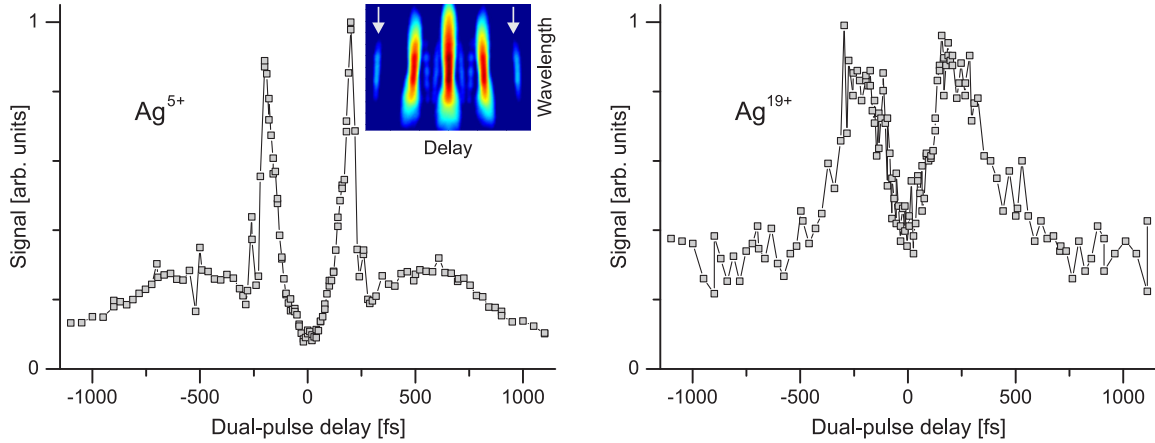 1
Ag5+
Wavelength
Delay
Signal [arb. units]
0
-1000
-500
0
500
1000
Dual-pulse delay [fs]
1
Ag19+
Signal [arb. units]
0
-1000
-500
0
500
1000
Dual-pulse delay [fs]